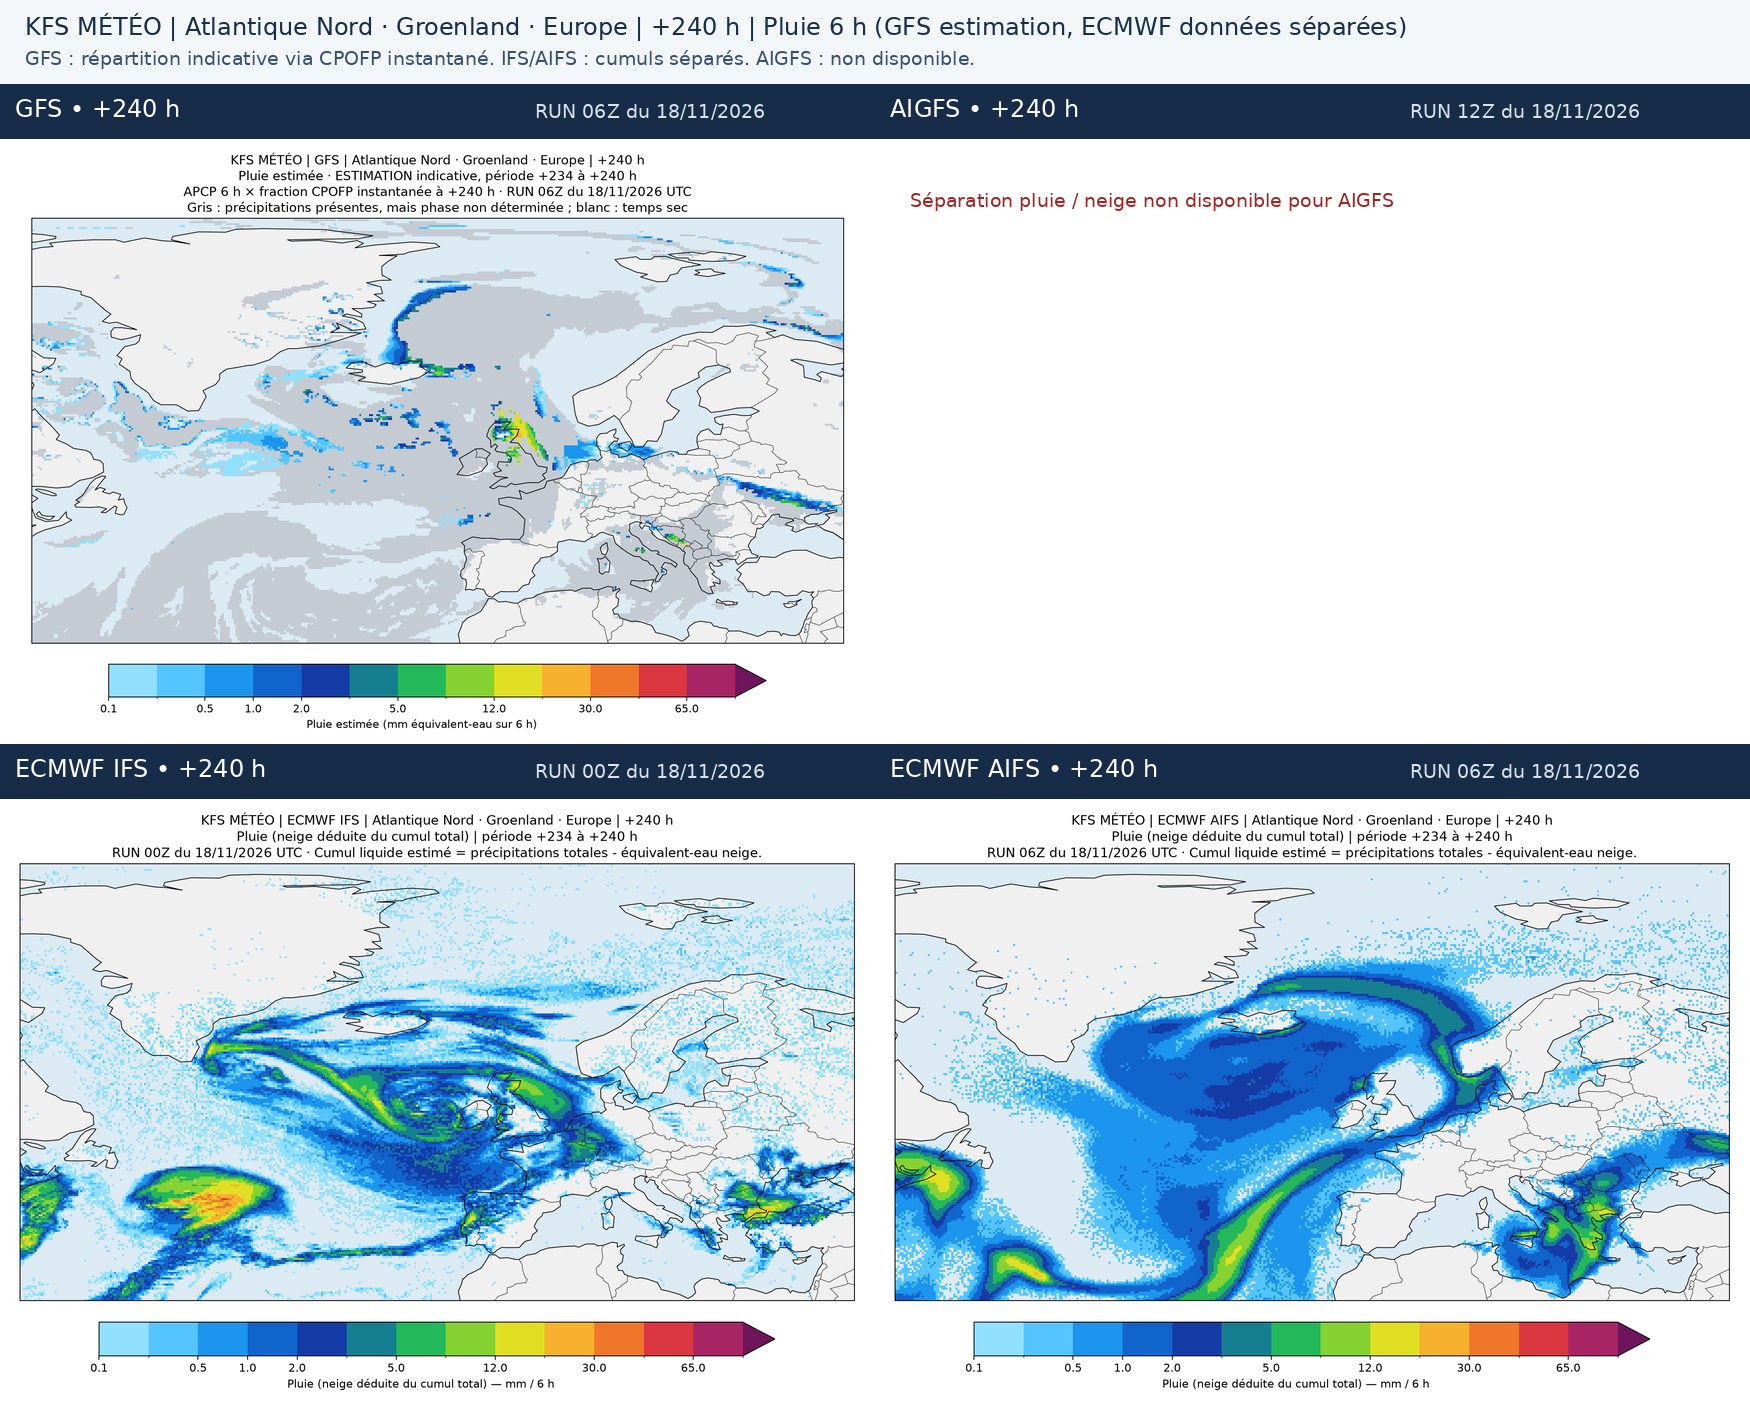 KFS MÉTÉO | Atlantique Nord · Groenland · Europe | +240 h | Pluie 6 h (GFS estimation, ECMWF données séparées)
GFS : répartition indicative via CPOFP instantané. IFS/AIFS : cumuls séparés. AIGFS : non disponible.
GFS • +240 h
RUN 06Z du 18/11/2026
AIGFS • +240 h
RUN 12Z du 18/11/2026
KFS MÉTÉO | GFS | Atlantique Nord · Groenland · Europe | +240 h
Pluie estimée · ESTIMATION indicative, période +234 à +240 h
APCP 6 h × fraction CPOFP instantanée à +240 h · RUN 06Z du 18/11/2026 UTC
Gris : précipitations présentes, mais phase non déterminée ; blanc : temps sec
Séparation pluie / neige non disponible pour AIGFS
0.1 0.5 1.0 2.0 5.0 12.0 30.0 65.0
Pluie estimée (mm équivalent-eau sur 6 h)
ECMWF IFS • +240 h
RUN 00Z du 18/11/2026
ECMWF AIFS • +240 h
RUN 06Z du 18/11/2026
KFS MÉTÉO | ECMWF IFS | Atlantique Nord · Groenland · Europe | +240 h
Pluie (neige déduite du cumul total) | période +234 à +240 h
RUN 00Z du 18/11/2026 UTC · Cumul liquide estimé = précipitations totales - équivalent-eau neige.
0.1 0.5 1.0 2.0 5.0 12.0 30.0 65.0
Pluie (neige déduite du cumul total) — mm / 6 h
KFS MÉTÉO | ECMWF AIFS | Atlantique Nord · Groenland · Europe | +240 h
Pluie (neige déduite du cumul total) | période +234 à +240 h
RUN 06Z du 18/11/2026 UTC · Cumul liquide estimé = précipitations totales - équivalent-eau neige.
0.1 0.5 1.0 2.0 5.0 12.0 30.0 65.0
Pluie (neige déduite du cumul total) — mm / 6 h